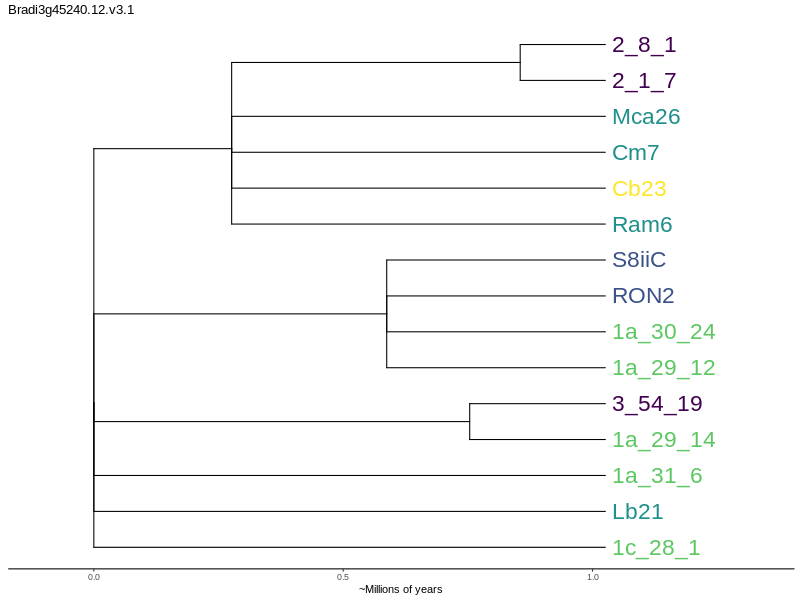 Bradi3g45240.12.v3.1
2_8_1
2_1_7
Mca26
Cm7
Cb23
Ram6
S8iiC
RON2
1a_30_24
1a_29_12
3_54_19
1a_29_14
1a_31_6
Lb21
1c_28_1
0.0 0.5 1.0
~Millions of years